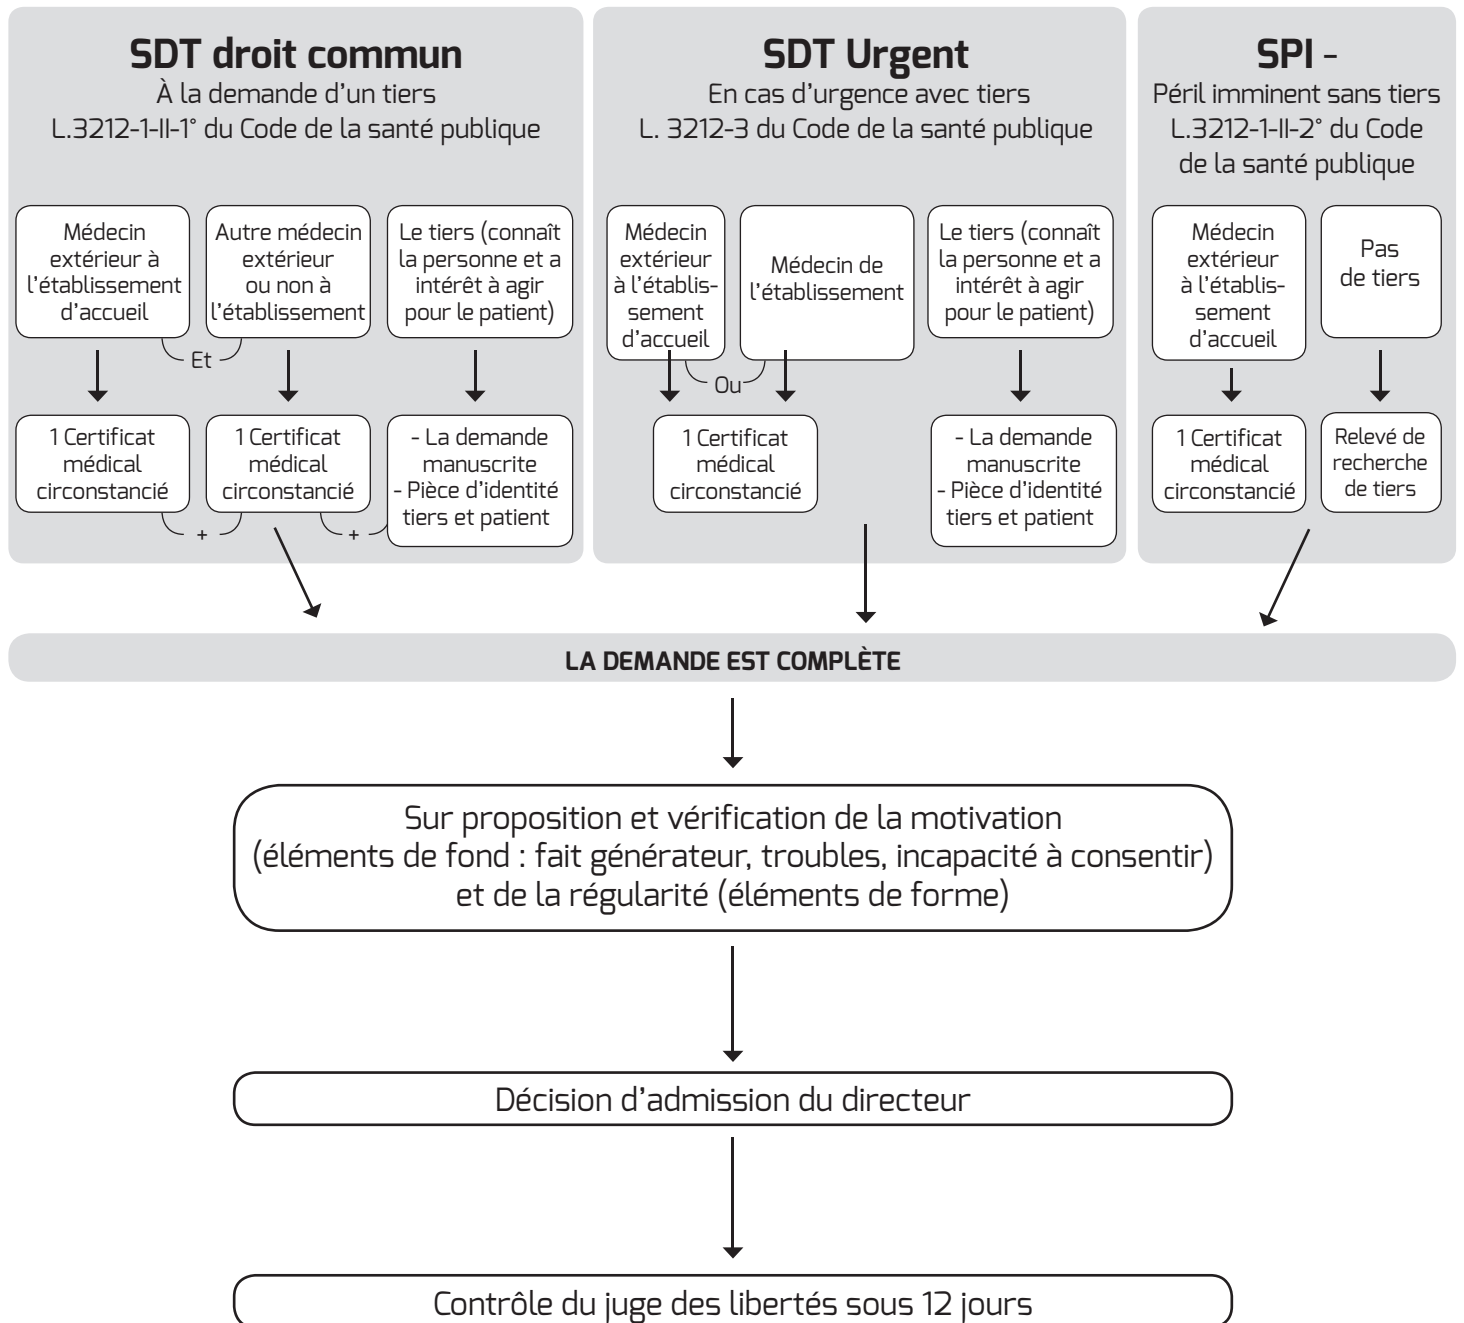 SDT droit commun
À la demande d'un tiers
L.3212-1-II-1° du Code de la santé publique
Médecin
extérieur à
l'établissement
d'accueil
Autre médecin
extérieur
ou non à
l'établissement
Le tiers (connaît
la personne et a
intérêt à agir
pour le patient)
Et
1 Certificat
médical
circonstancié
1 Certificat
médical
circonstancié
- La demande
manuscrite
- Pièce d'identité
tiers et patient
+
+
SDT Urgent
En cas d'urgence avec tiers
L. 3212-3 du Code de la santé publique
Médecin
extérieur
à l'établis-
sement
d'accueil
Médecin de
l'établissement
Le tiers (connaît
la personne et a
intérêt à agir
pour le patient)
Ou
1 Certificat
médical
circonstancié
- La demande
manuscrite
- Pièce d'identité
tiers et patient
SPI -
Péril imminent sans tiers
L.3212-1-II-2° du Code
de la santé publique
Médecin
extérieur
à l'établis-
sement
d'accueil
Pas
de tiers
1 Certificat
médical
circonstancié
Relevé de
recherche
de tiers
LA DEMANDE EST COMPLÈTE
Sur proposition et vérification de la motivation
(éléments de fond : fait générateur, troubles, incapacité à consentir)
et de la régularité (éléments de forme)
Décision d'admission du directeur
Contrôle du juge des libertés sous 12 jours